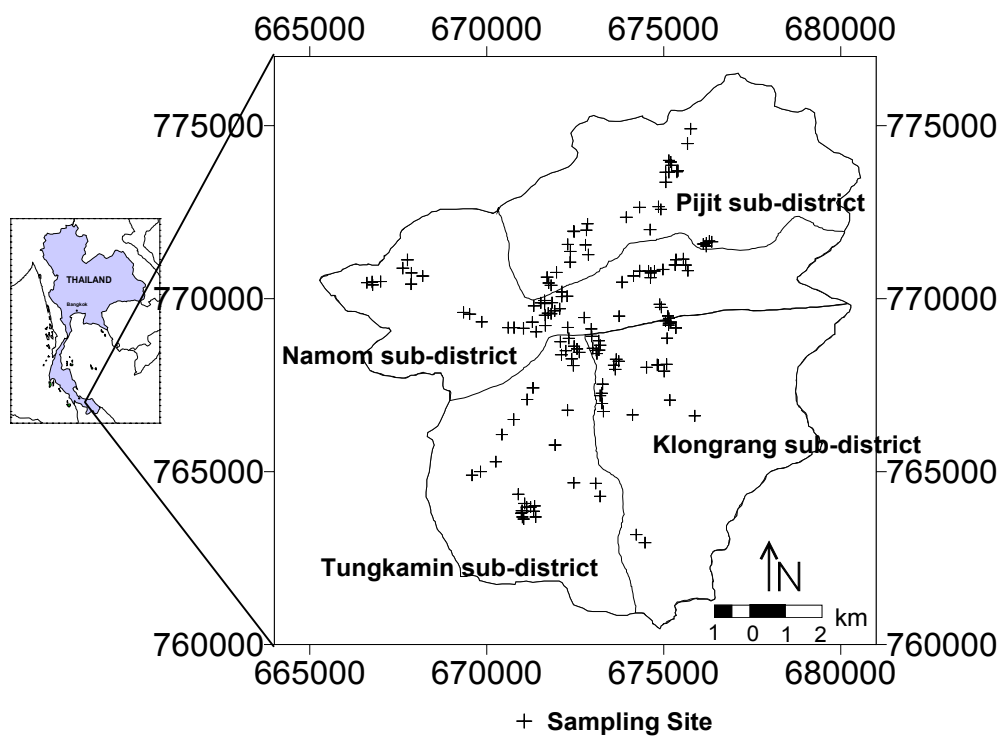 665000 670000 675000 680000
775000 775000
Pijit sub-district
THAILAND
Bangkok
770000 770000
Namom sub-district
Klongrang sub-district
765000 765000
Tungkamin sub-district
N
km
1 0 1 2
760000 760000
665000 670000 675000 680000
+ Sampling Site